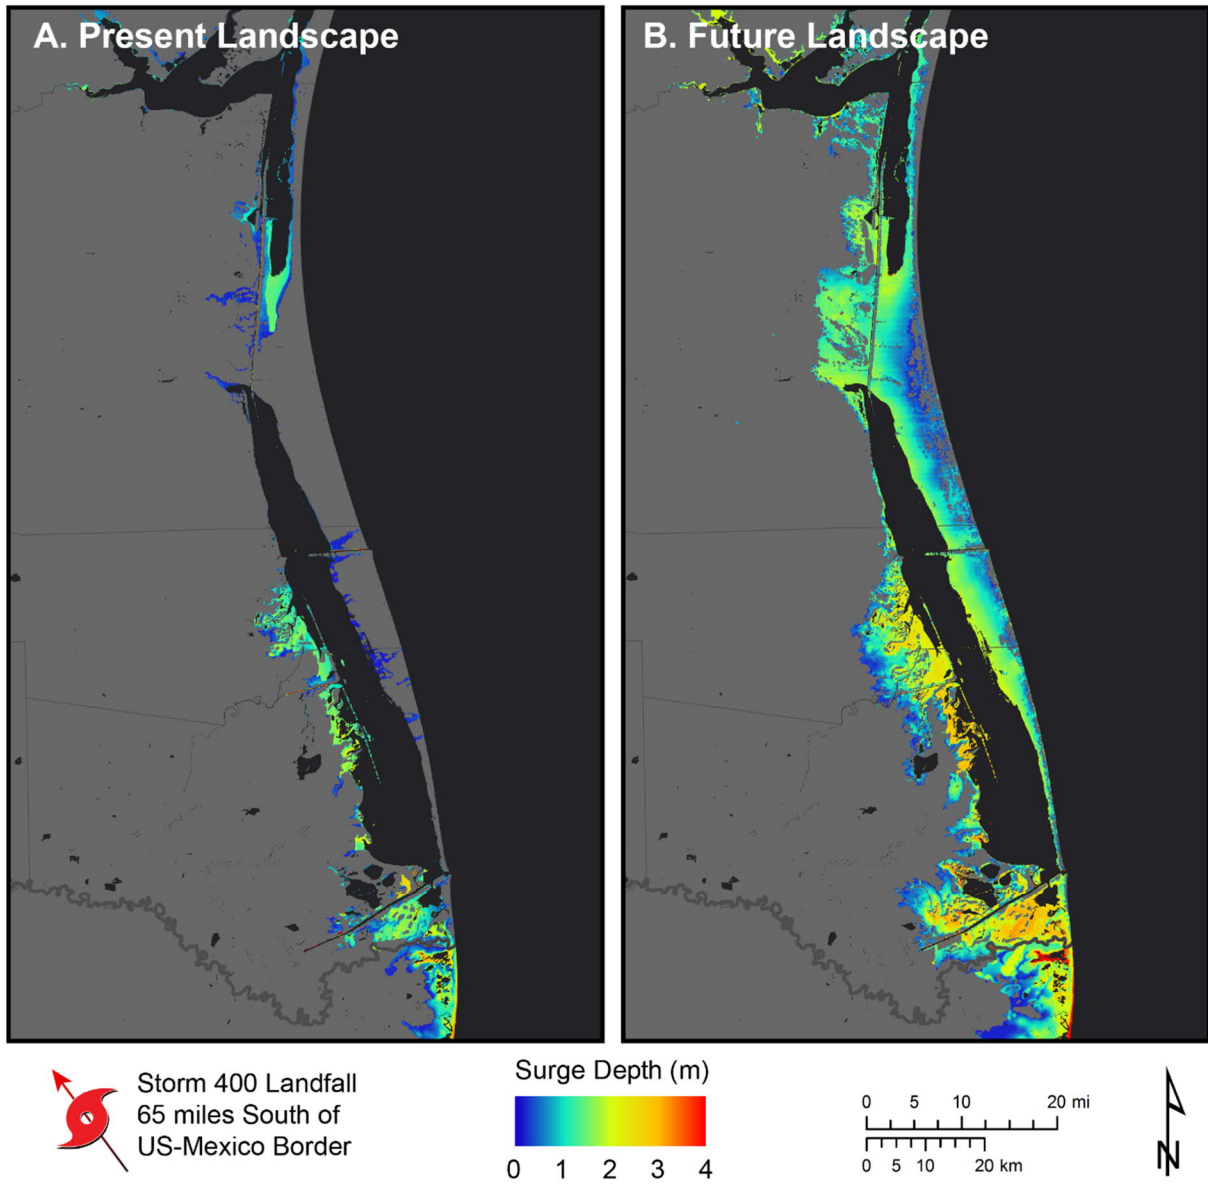 A. Present Landscape
B. Future Landscape
Storm 400 Landfall
65 miles South of
US-Mexico Border
Surge Depth (m)
0 1 2 3 4
0 5 10 20 mi
0 5 10 20 km
N